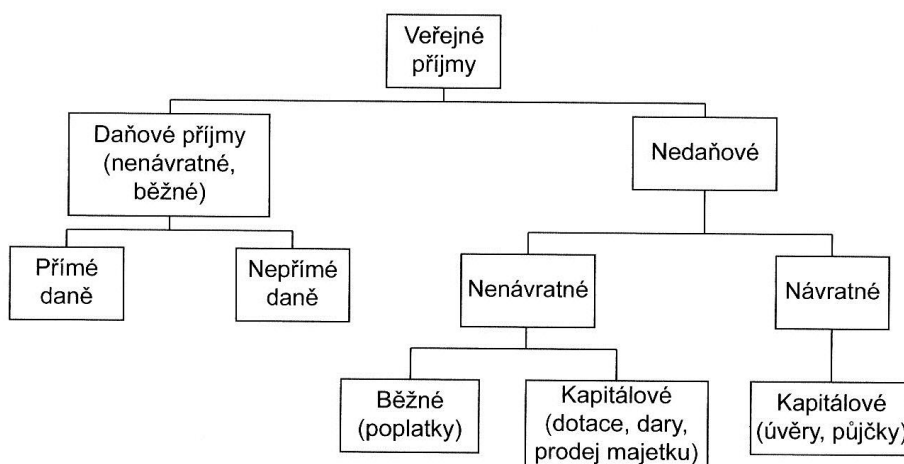 Veřejné
příjmy
Daňové příjmy
(nenávratné,
běžné)
Nedaňové
Přímé
daně
Nepřímé
daně
Nenávratné
Návratné
Běžné
(poplatky)
Kapitálové
(dotace, dary,
prodej majetku)
Kapitálové
(úvěry, půjčky)